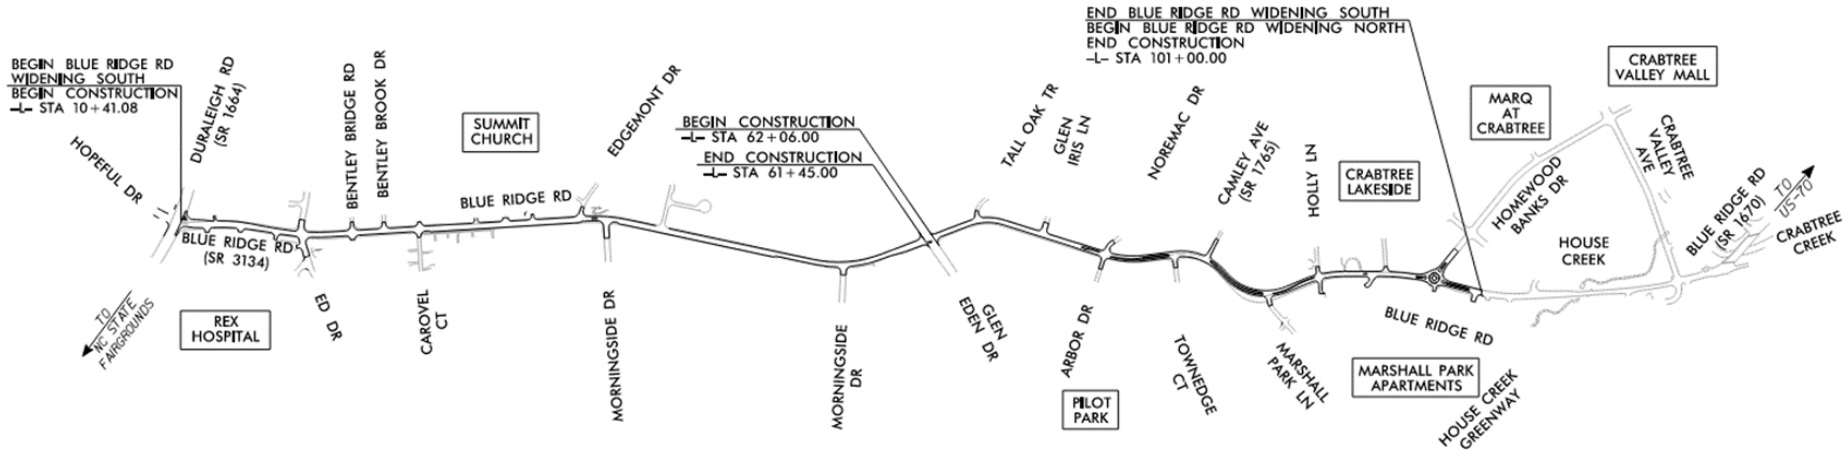 BEGIN BLUE RIDGE RD
WIDENING SOUTH
BEGIN CONSTRUCTION
-L- STA 10+41.08
HOPEFUL DR
DURALEIGH RD
(SR 1664)
BENTLEY BRIDGE RD
BENTLEY BROOK DR
SUMMIT
CHURCH
EDGEMONT DR
BLUE RIDGE RD
BLUE RIDGE RD
(SR 3134)
TO
NC STATE
FAIRGROUNDS
REX
HOSPITAL
ED DR
CAROVEL
CT
MORNINGSIDE DR
BEGIN CONSTRUCTION
-L- STA 62+06.00
END CONSTRUCTION
-L- STA 61+45.00
MORNINGSIDE
DR
GLEN
EDEN DR
TALL OAK TR
GLEN
IRIS LN
NOREMAC DR
CAMLEY AVE
(SR 1765)
HOLLY LN
ARBOR DR
PILOT
PARK
TOWNEDGE
CT
MARSHALL
PARK LN
END BLUE RIDGE RD WIDENING SOUTH
BEGIN BLUE RIDGE RD WIDENING NORTH
END CONSTRUCTION
-L- STA 101+00.00
CRABTREE
LAKESIDE
MARQ
AT
CRABTREE
CRABTREE
VALLEY MALL
HOMEWOOD
BANKS DR
CRABTREE
VALLEY
AVE
HOUSE
CREEK
BLUE RIDGE RD
(SR 1670)
TO
US-70
CRABTREE
CREEK
BLUE RIDGE RD
MARSHALL PARK
APARTMENTS
HOUSE CREEK
GREENWAY